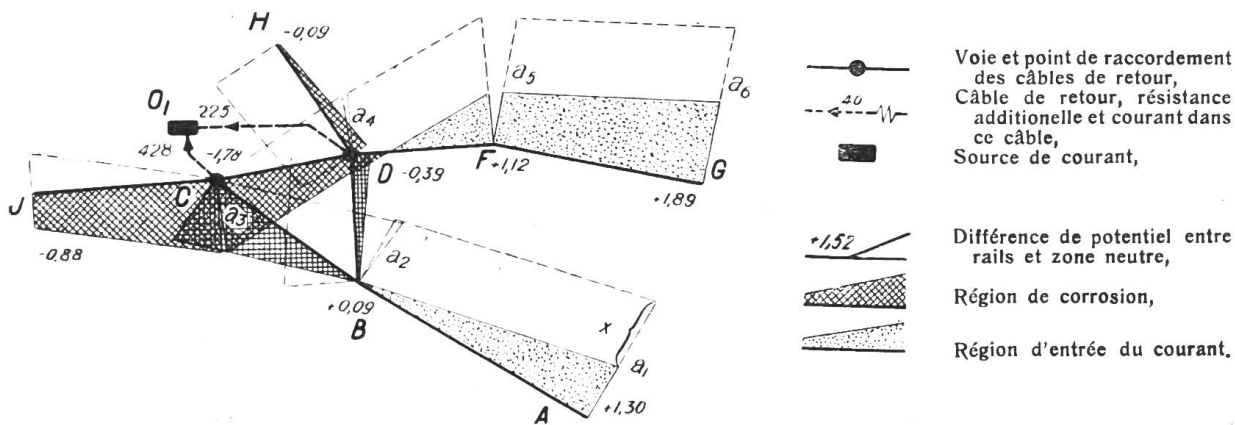 H
-0,09
O1
225
a4
a5
a6
428
-1,78
D
-0,39
F
+1,12
G
+1,89
J
C
a3
-0,88
a2
+0,09
B
x
a1
A
+1,30
Voie et point de raccordement
des câbles de retour,
40
Câble de retour, résistance
additionelle et courant dans
ce câble,
Source de courant,
+1,52
Différence de potentiel entre
rails et zone neutre,
Région de corrosion,
Région d'entrée du courant.